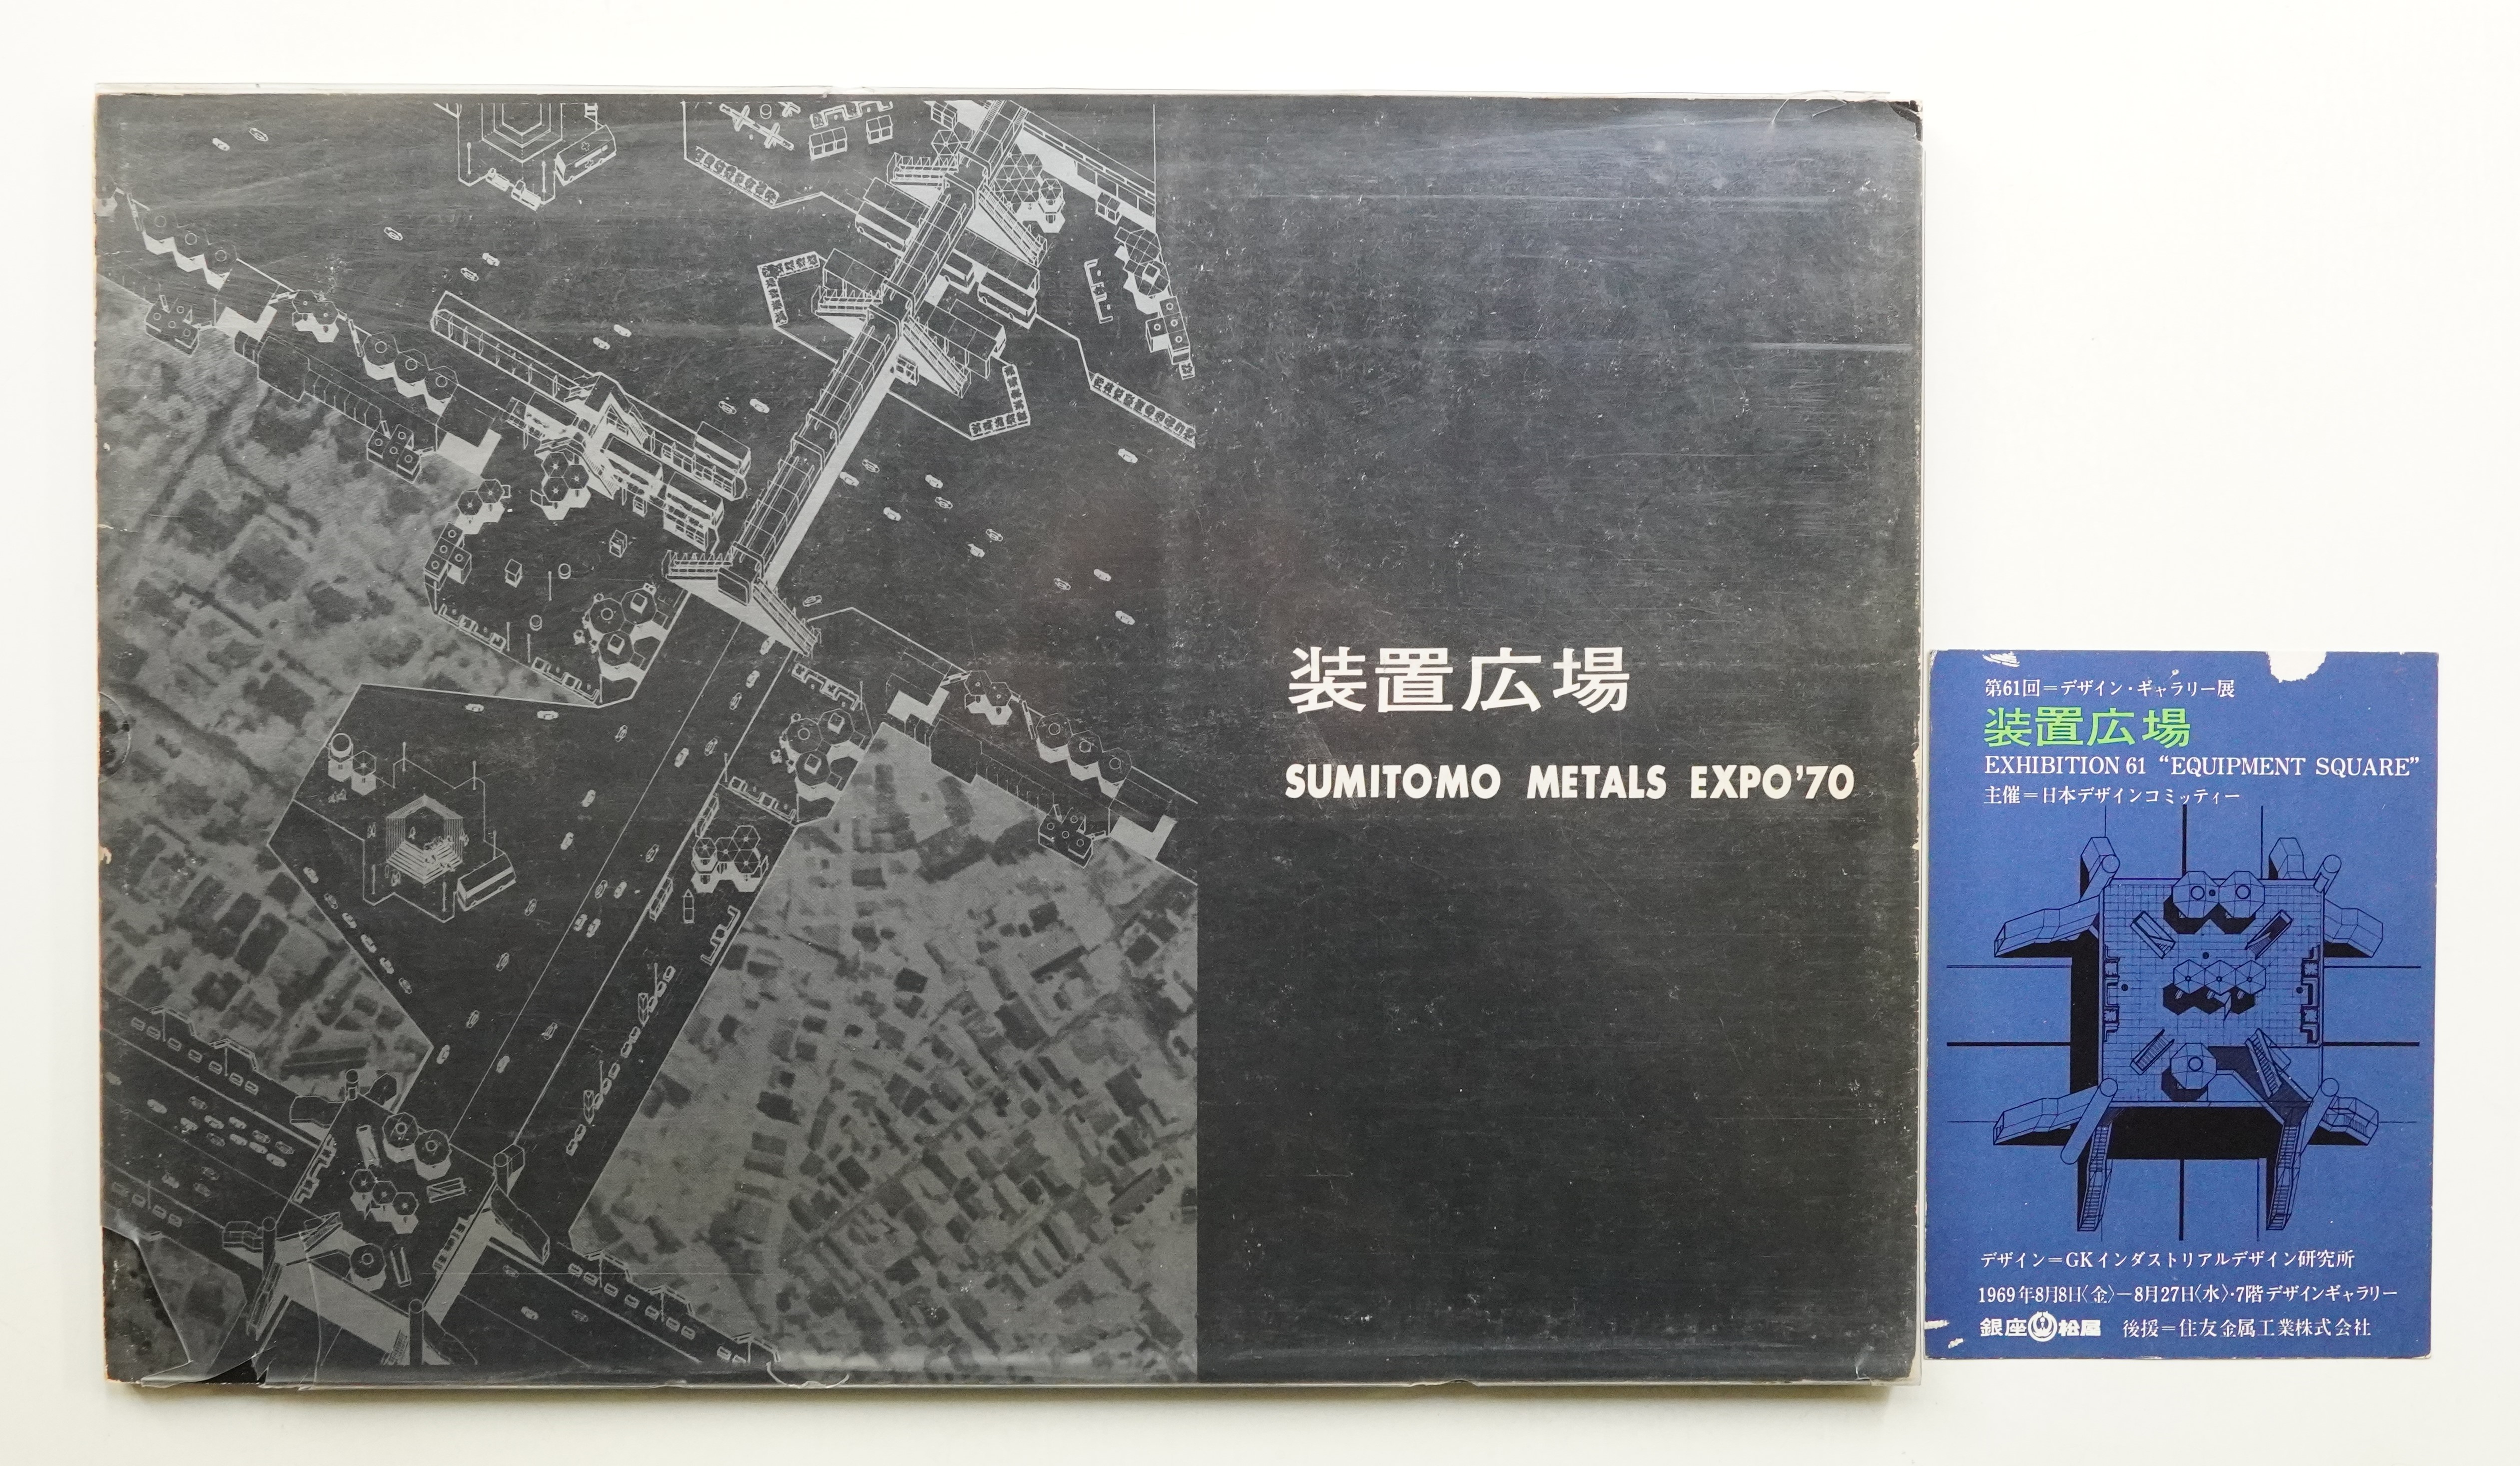 装置広場
SUMITOMO METALS EXPO'70
第61回=デザイン・ギャラリー展
装置広場
EXHIBITION 61 “EQUIPMENT SQUARE”
主催=日本デザインコミッティー
デザイン=GKインダストリアルデザイン研究所
1969年8月8日〈金〉—8月27日〈水〉・7階デザインギャラリー
銀座松屋 後援=住友金属工業株式会社